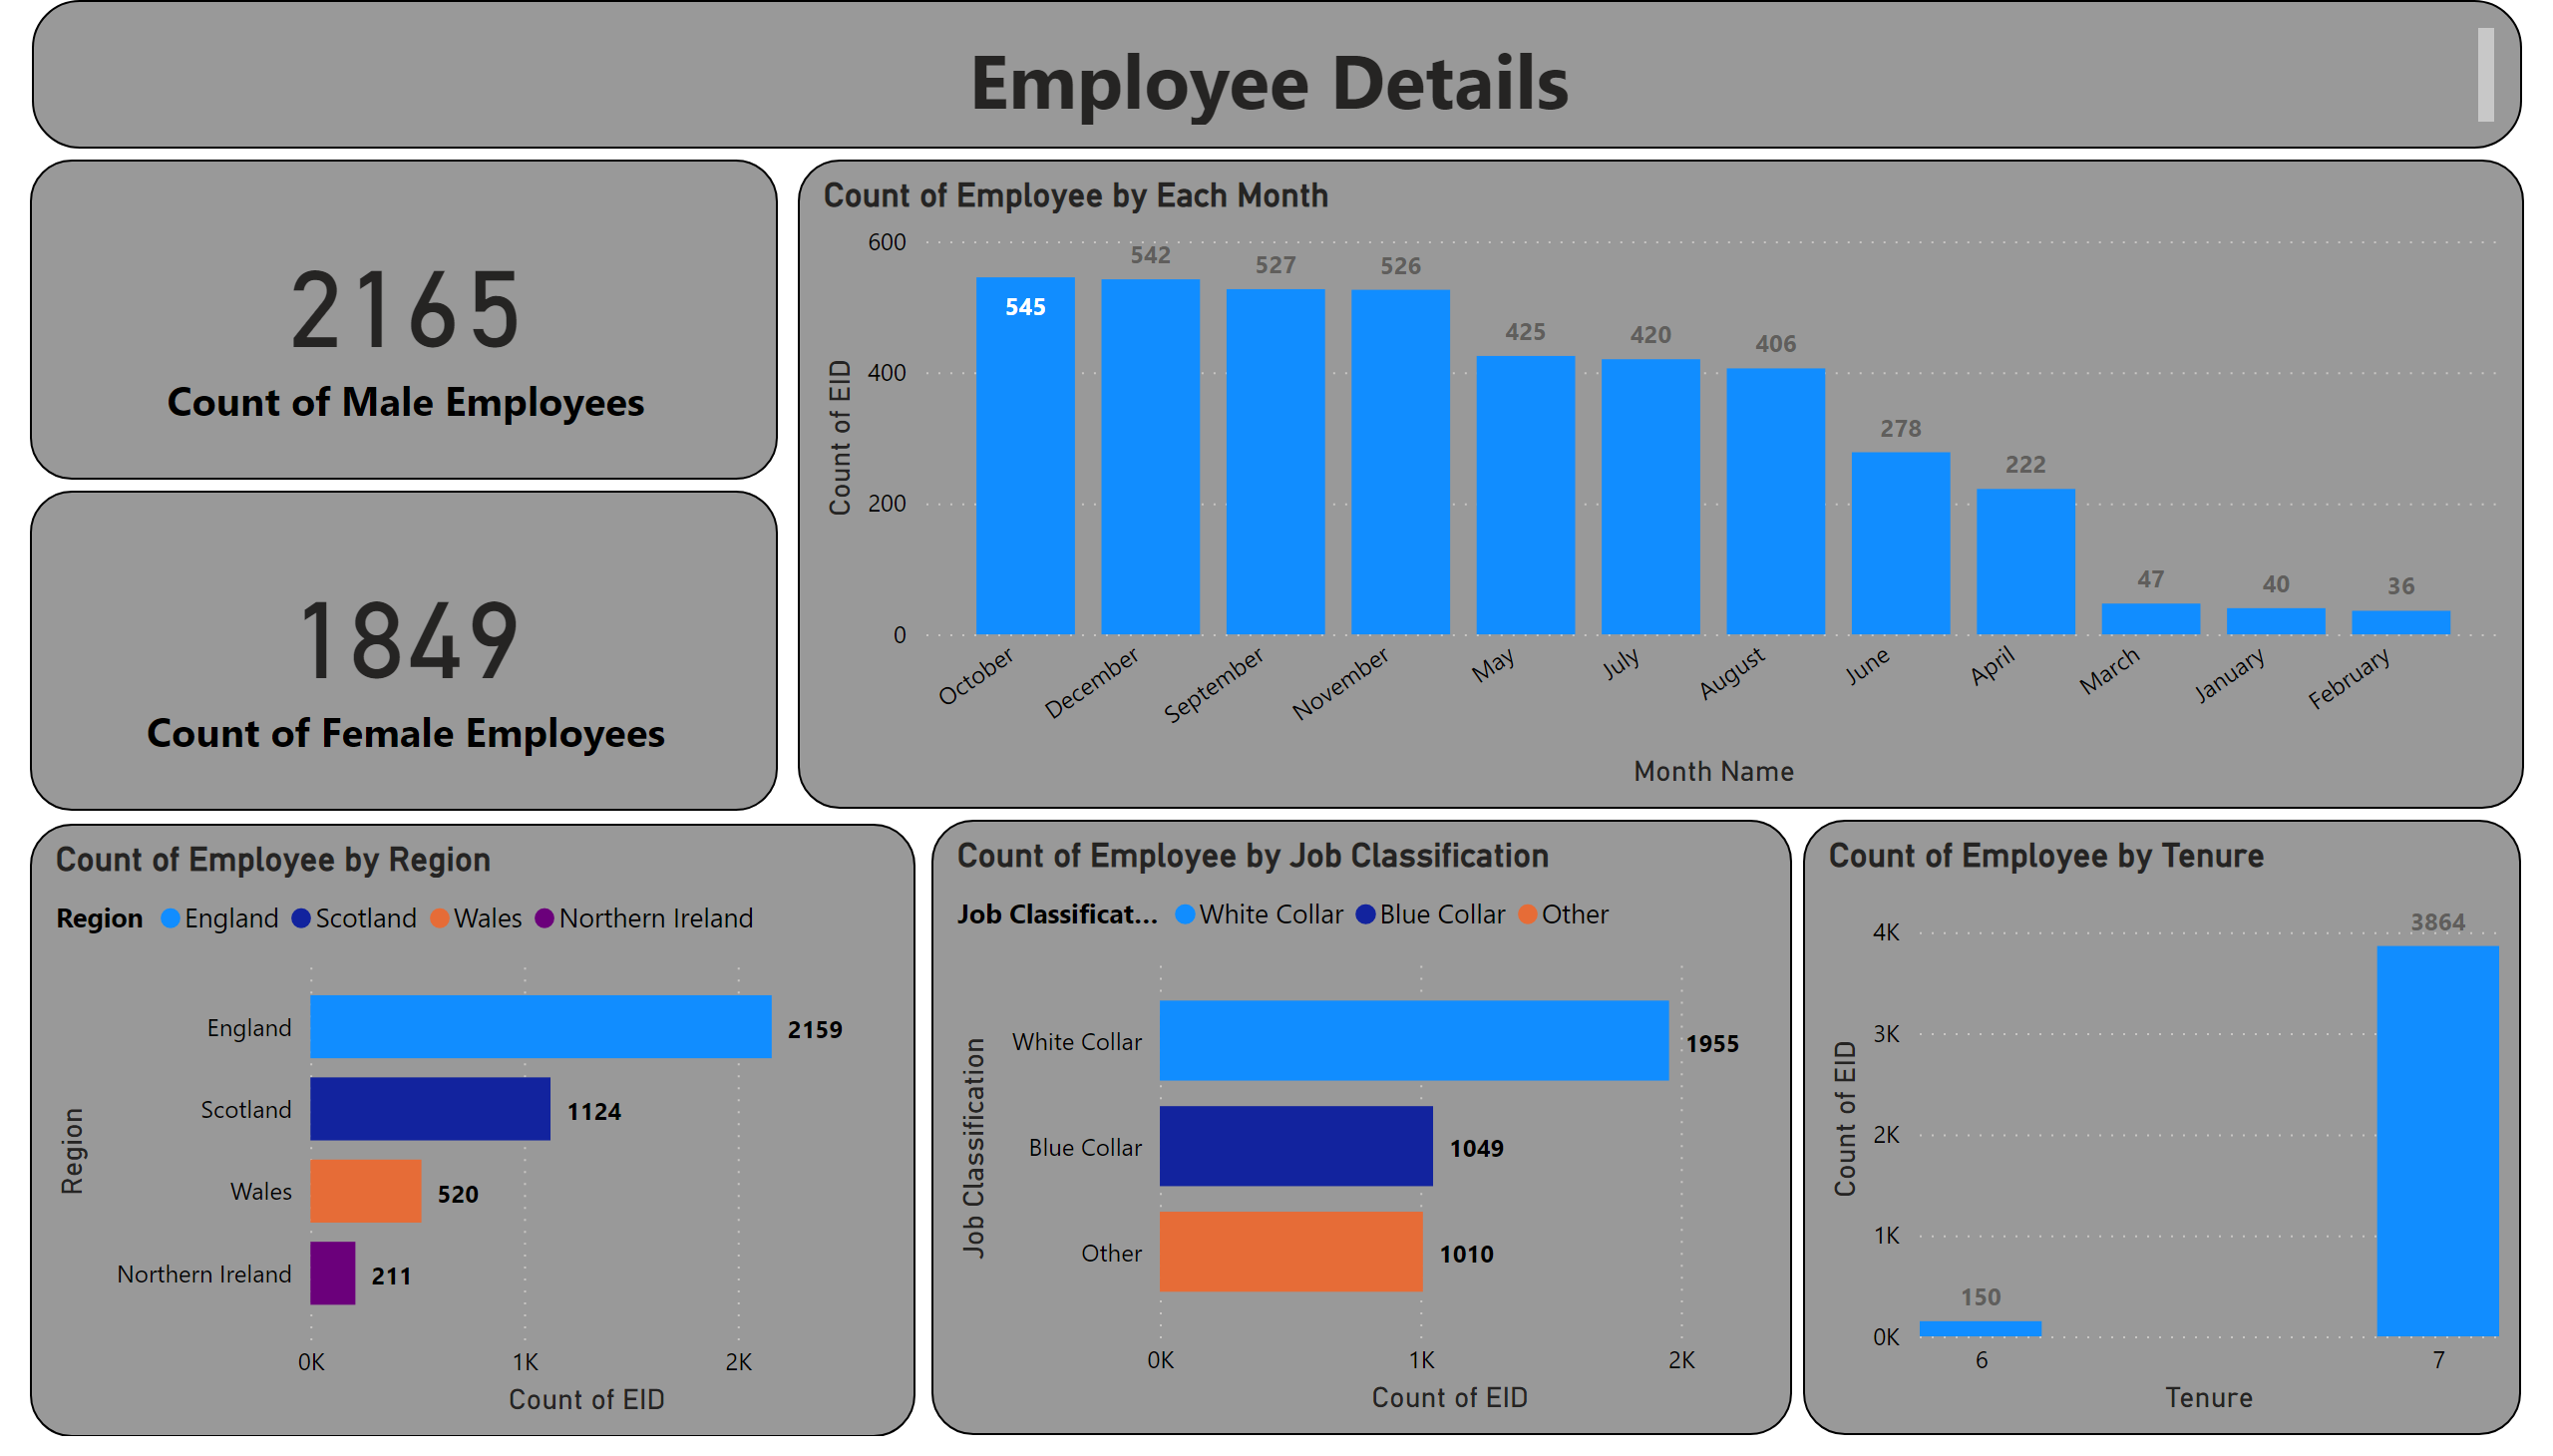 Employee Details
2165
Count of Male Employees
1849
Count of Female Employees
Count of Employee by Each Month
600
400
200
0
Count of EID
545
542
527
526
425
420
406
278
222
47
40
36
October
December
September
November
May
July
August
June
April
March
January
February
Month Name
Count of Employee by Region
Region England Scotland Wales Northern Ireland
Region
England 2159
Scotland 1124
Wales 520
Northern Ireland 211
0K 1K 2K
Count of EID
Count of Employee by Job Classification
Job Classificat... White Collar Blue Collar Other
Job Classification
White Collar 1955
Blue Collar 1049
Other 1010
0K 1K 2K
Count of EID
Count of Employee by Tenure
4K
3K
2K
1K
0K
Count of EID
150
3864
6 7
Tenure